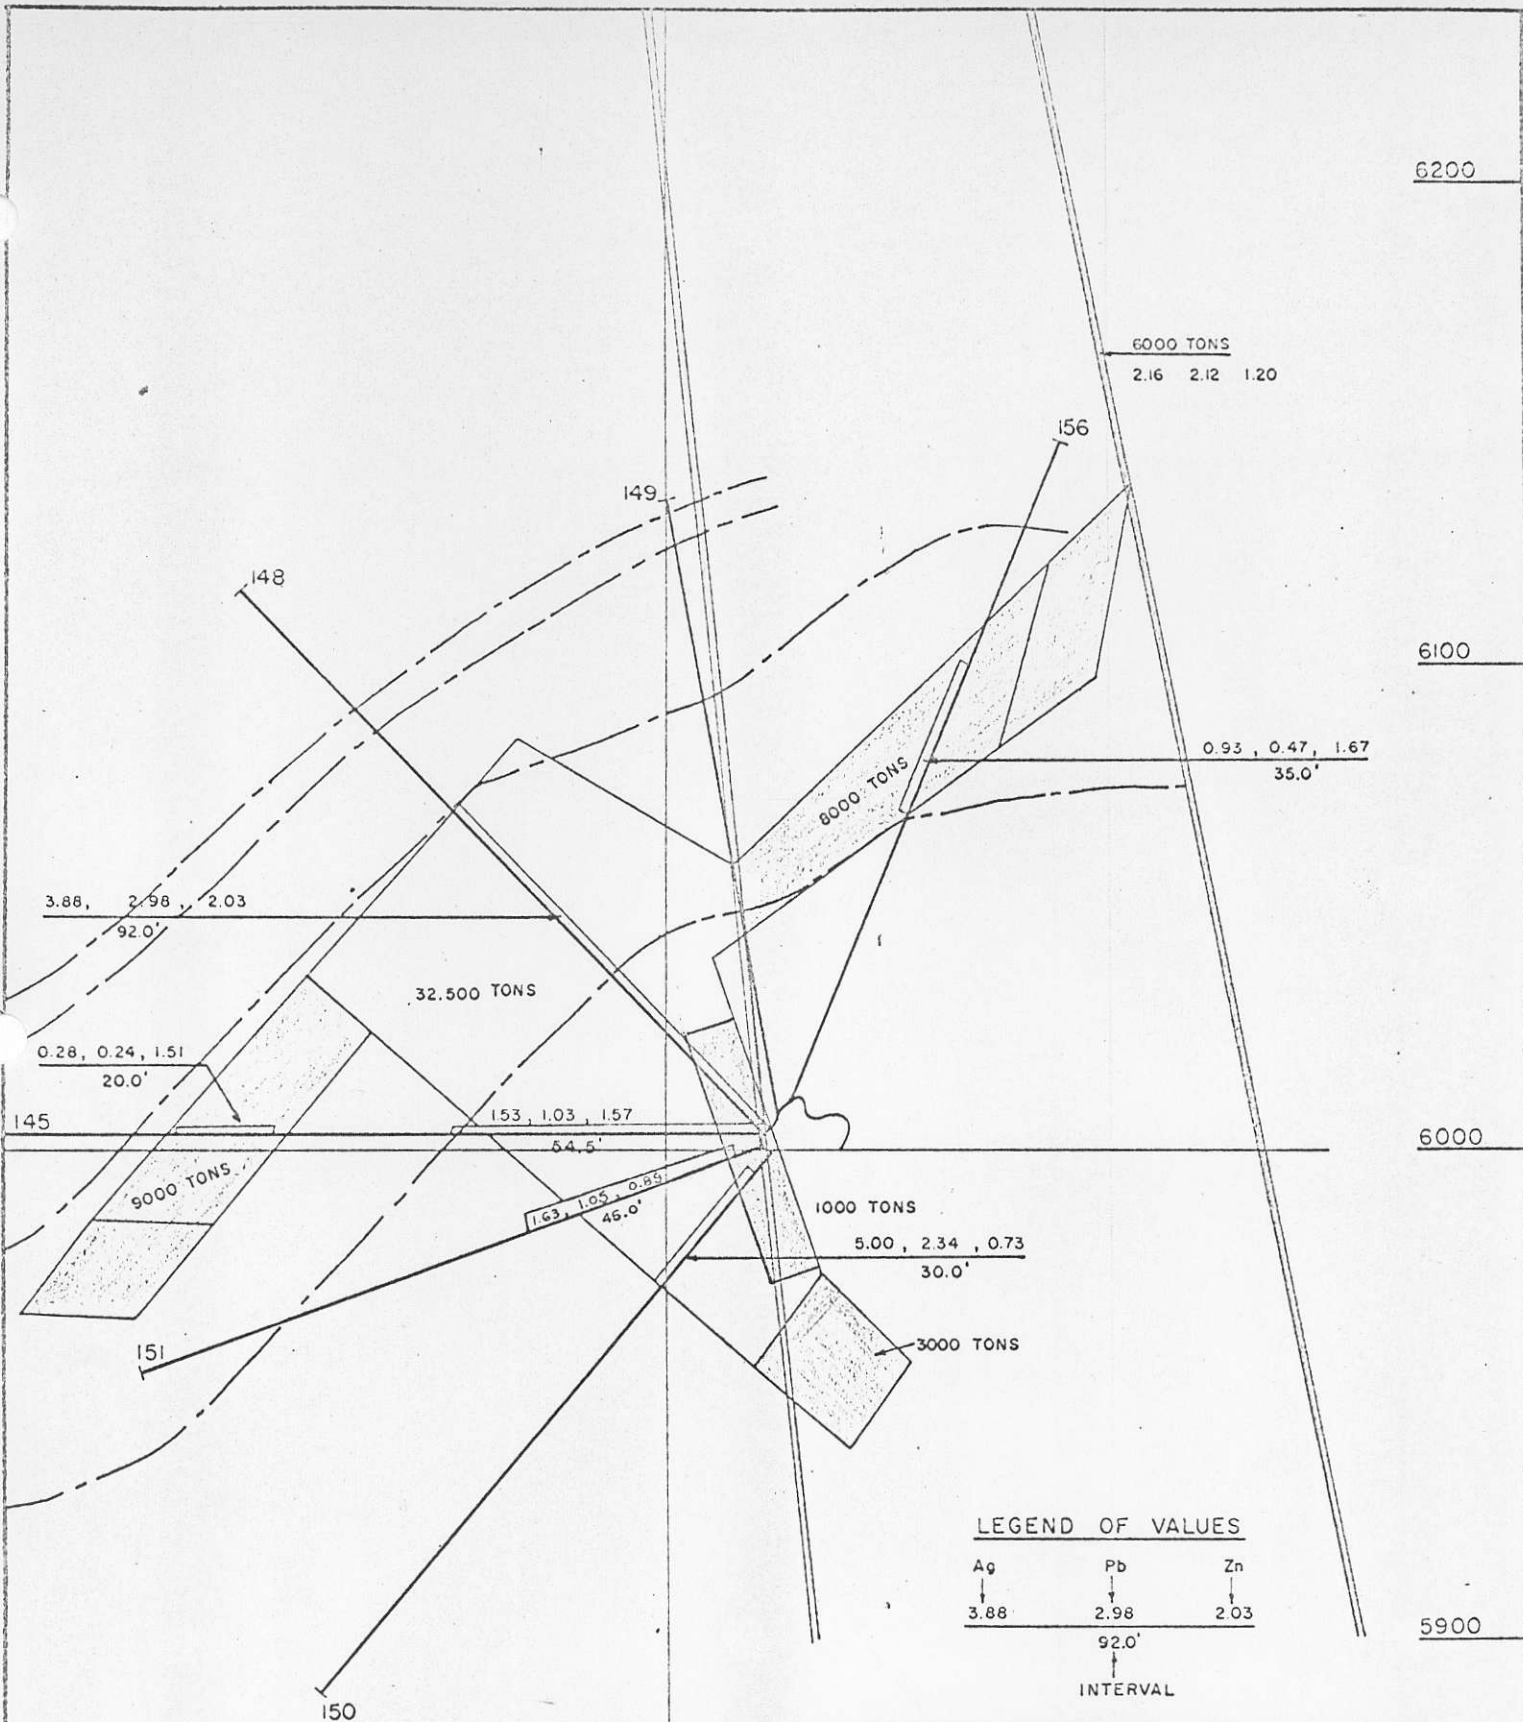 6200
6000 TONS
2.16 2.12 1.20
156
149
148
6100
0.93 , 0.47, 1.67
35.0'
8000 TONS
3.88, 2.98 , 2.03
92.0'
32.500 TONS
0.28, 0.24, 1.51
20.0'
145
1.53, 1.03, 1.57
54.5'
6000
9000 TONS
1.63, 1.05, 0.89
46.0'
1000 TONS
5.00 , 2.34 , 0.73
30.0'
151
3000 TONS
LEGEND OF VALUES
Ag Pb Zn
3.88 2.98 2.03
92.0'
INTERVAL
5900
150